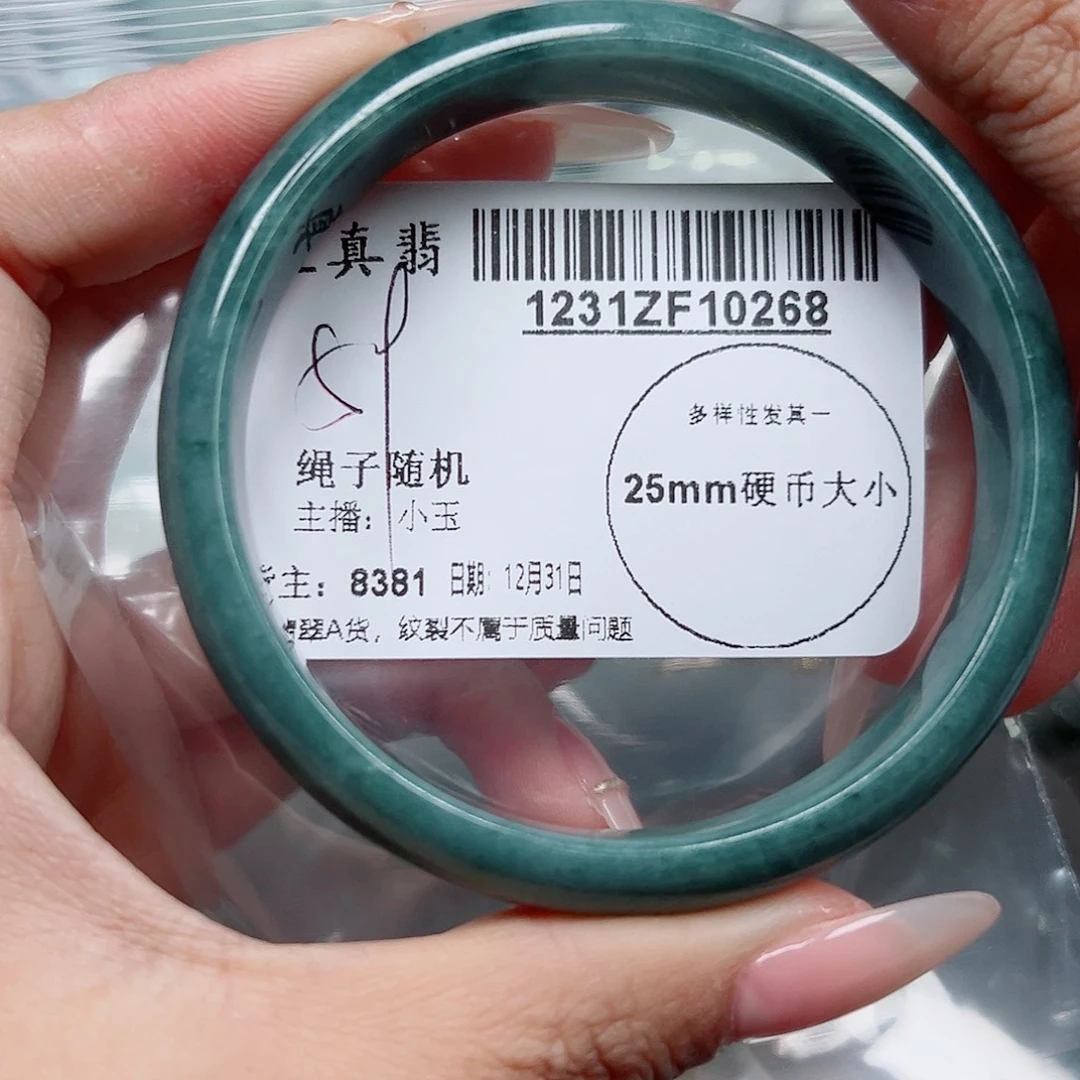 真翡
1231ZF10268
多样性发其一
25mm硬币大小
绳子随机
主播：小玉
主：8381 日期：12月31日
翠A货，纹裂不属于质量问题